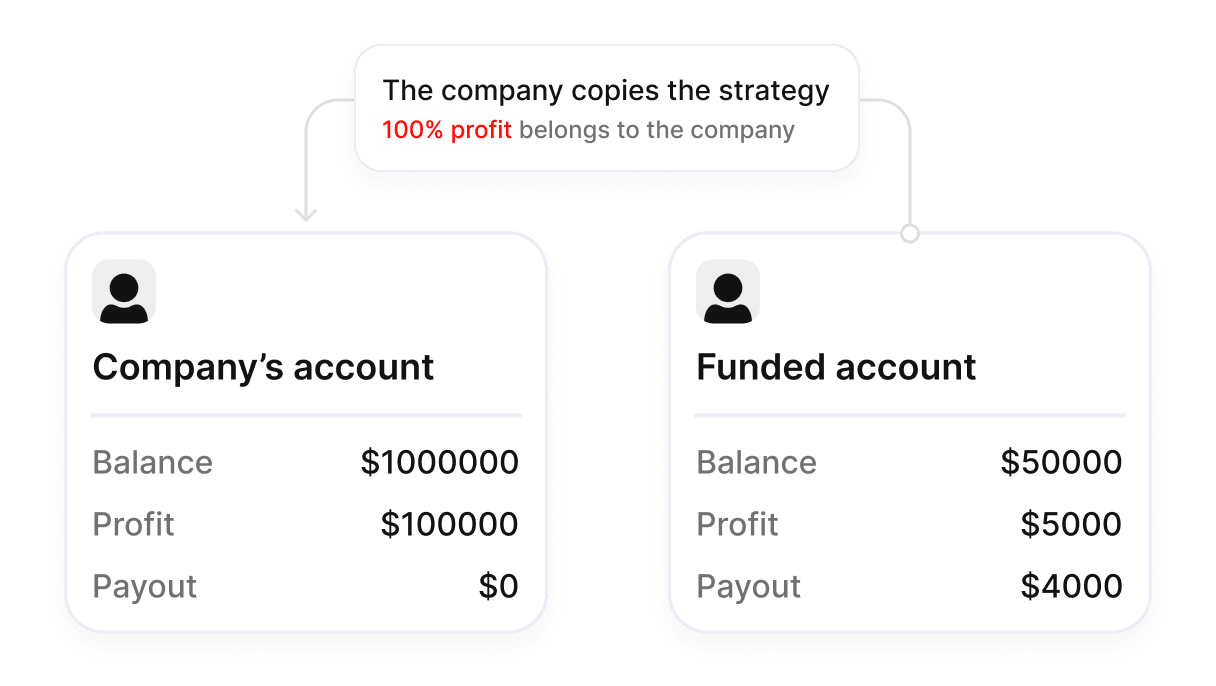 The company copies the strategy
100% profit belongs to the company
Company’s account
Balance $1000000
Profit $100000
Payout $0
Funded account
Balance $50000
Profit $5000
Payout $4000